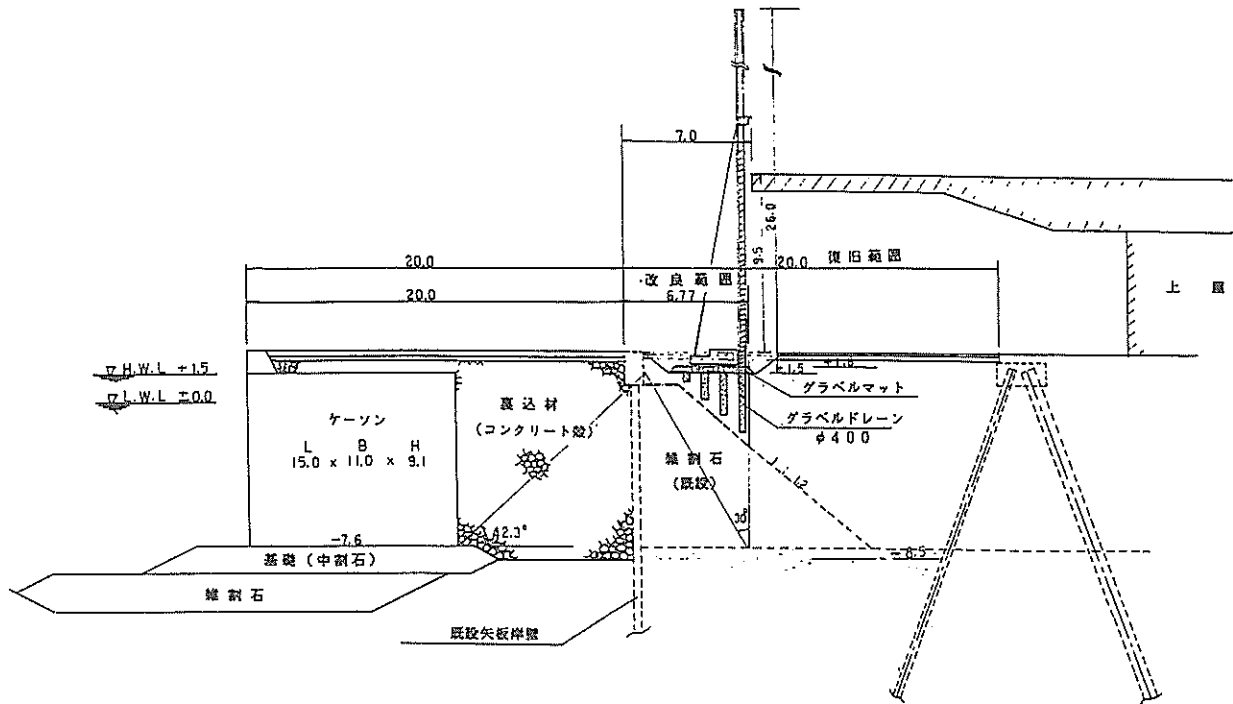 7.0
26.0
9.5
20.0
20.0
復旧範囲
改良範囲
20.0
6.77
上屋
H.W.L +1.5
L.W.L ±0.0
+1.8
+1.5
グラベルマット
グラベルドレーン
φ400
裏込材
(コンクリート殻)
ケーソン
L B H
15.0 x 11.0 x 9.1
雑割石
(既設)
1:1.2
30°
42.3°
-7.6
-8.5
基礎(中割石)
雑割石
既設矢板岸壁